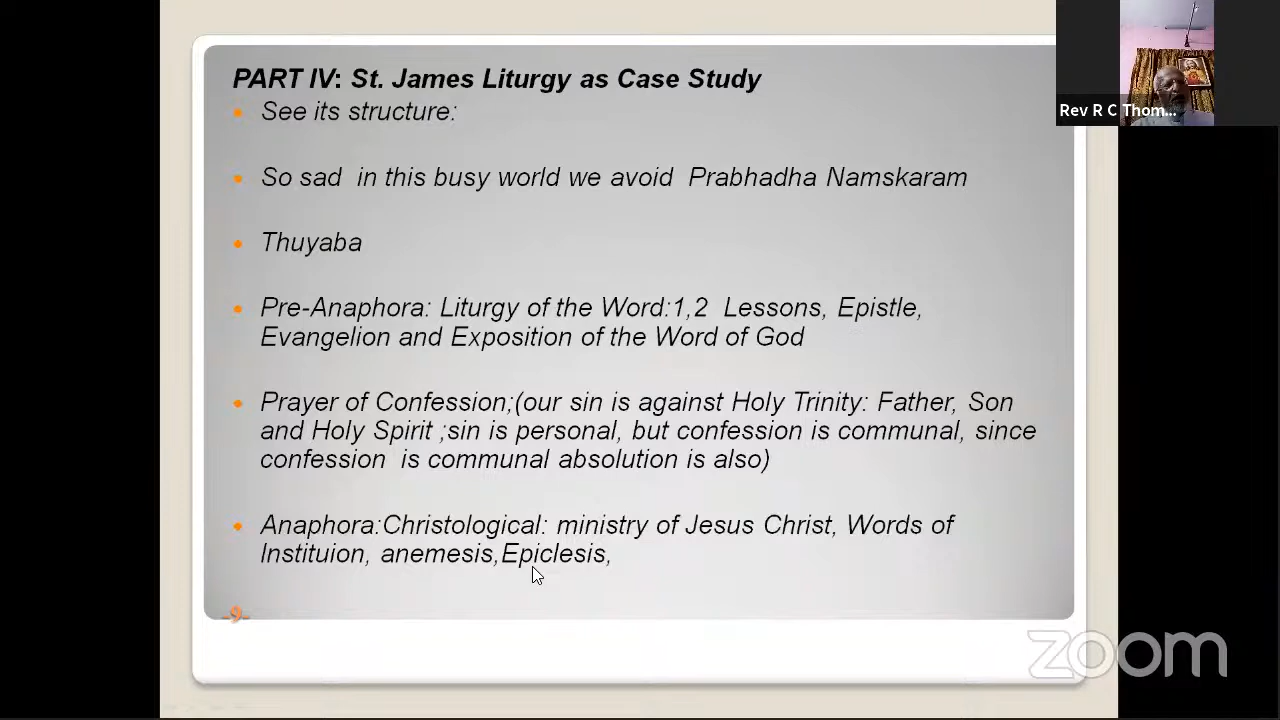 PART IV: St. James Liturgy as Case Study
See its structure:
So sad in this busy world we avoid Prabhadha Namskaram
Thuyaba
Pre-Anaphora: Liturgy of the Word:1,2 Lessons, Epistle,
Evangelion and Exposition of the Word of God
Prayer of Confession;(our sin is against Holy Trinity: Father, Son
and Holy Spirit ;sin is personal, but confession is communal, since
confession is communal absolution is also)
Anaphora:Christological: ministry of Jesus Christ, Words of
Instituion, anemesis,Epiclesis,
9
Rev R C Thom...
zoom